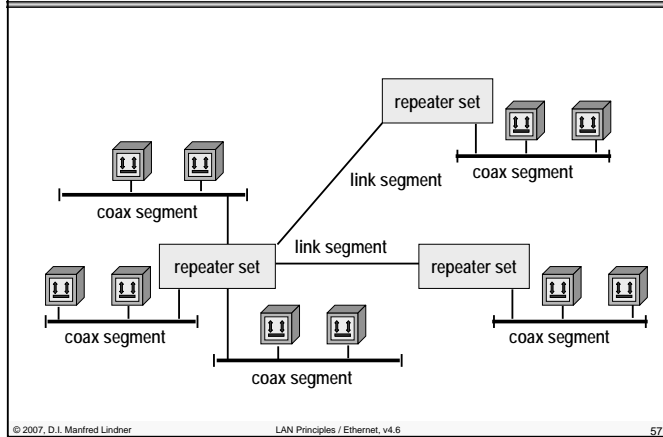 repeater set
link segment
coax segment
coax segment
link segment
repeater set
repeater set
coax segment
coax segment
coax segment
© 2007, D.I. Manfred Lindner
LAN Principles / Ethernet, v4.6
57